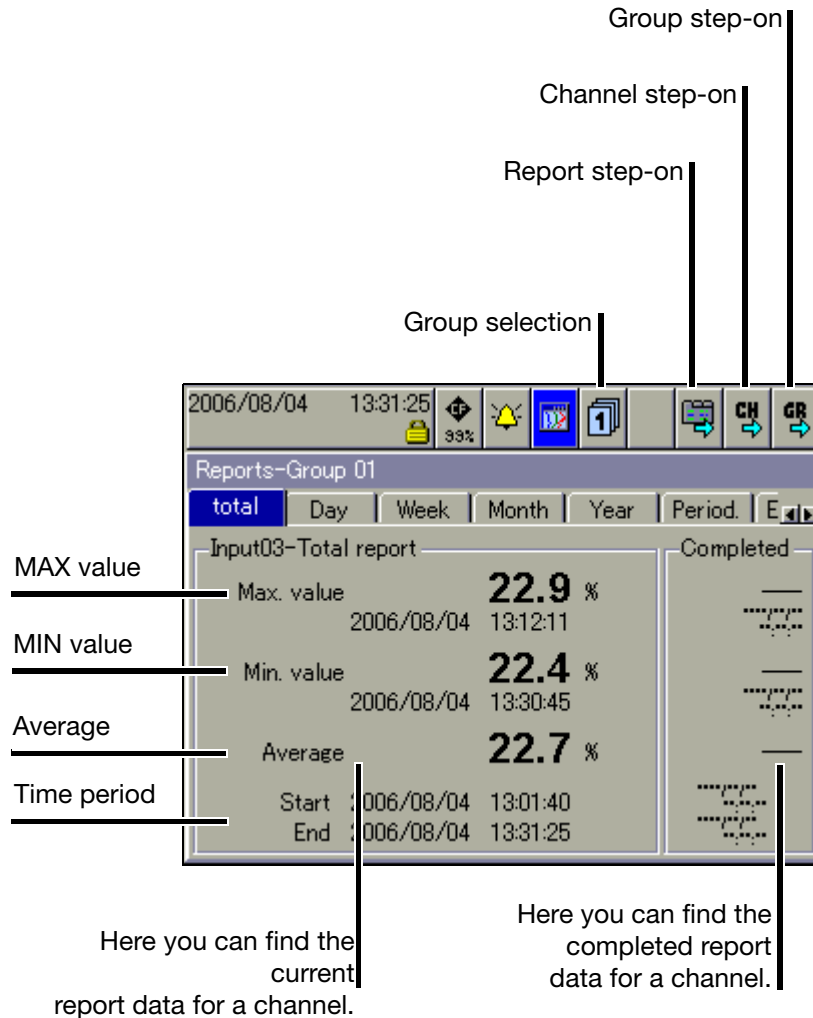 Group step-on
Channel step-on
Report step-on
Group selection
2006/08/04 13:31:25
CF
99%
1
CH
GR
Reports-Group 01
total Day Week Month Year Period. E
Input03-Total report
Completed
MAX value
Max. value 22.9 %
2006/08/04 13:12:11
MIN value
Min. value 22.4 %
2006/08/04 13:30:45
Average
Average 22.7 %
Time period
Start 2006/08/04 13:01:40
End 2006/08/04 13:31:25
Here you can find the
current
report data for a channel.
Here you can find the
completed report
data for a channel.